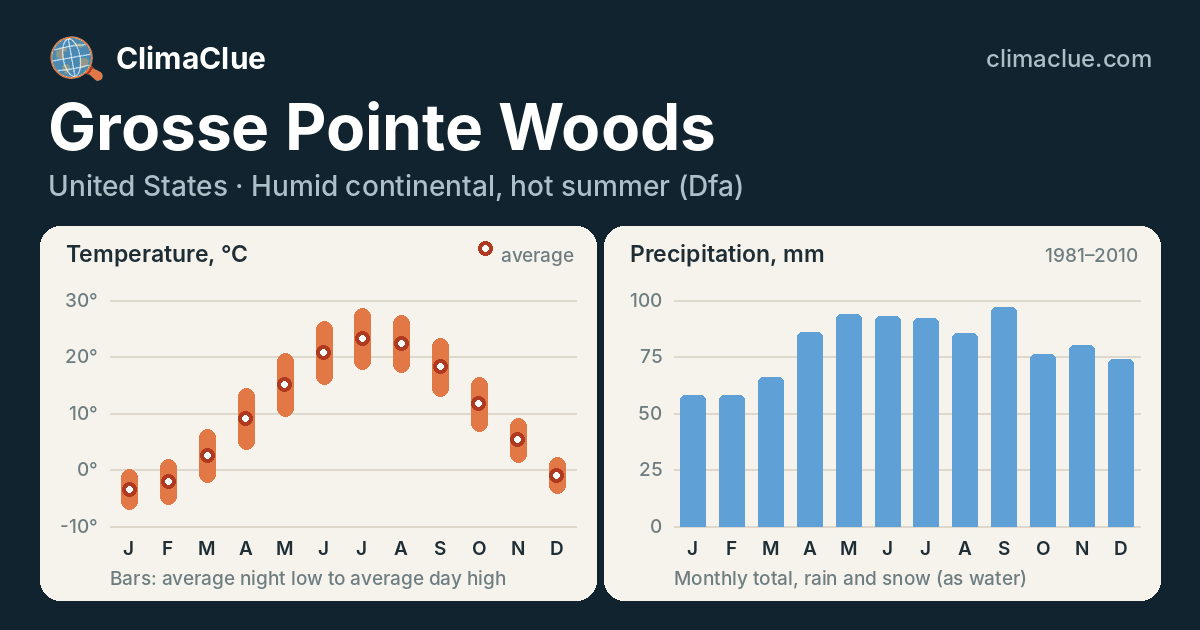 ClimaClue
climaclue.com
Grosse Pointe Woods
United States · Humid continental, hot summer (Dfa)
Temperature, °C
average
30°
20°
10°
0°
-10°
J F M A M J J A S O N D
Bars: average night low to average day high
Precipitation, mm
1981–2010
100
75
50
25
0
J F M A M J J A S O N D
Monthly total, rain and snow (as water)